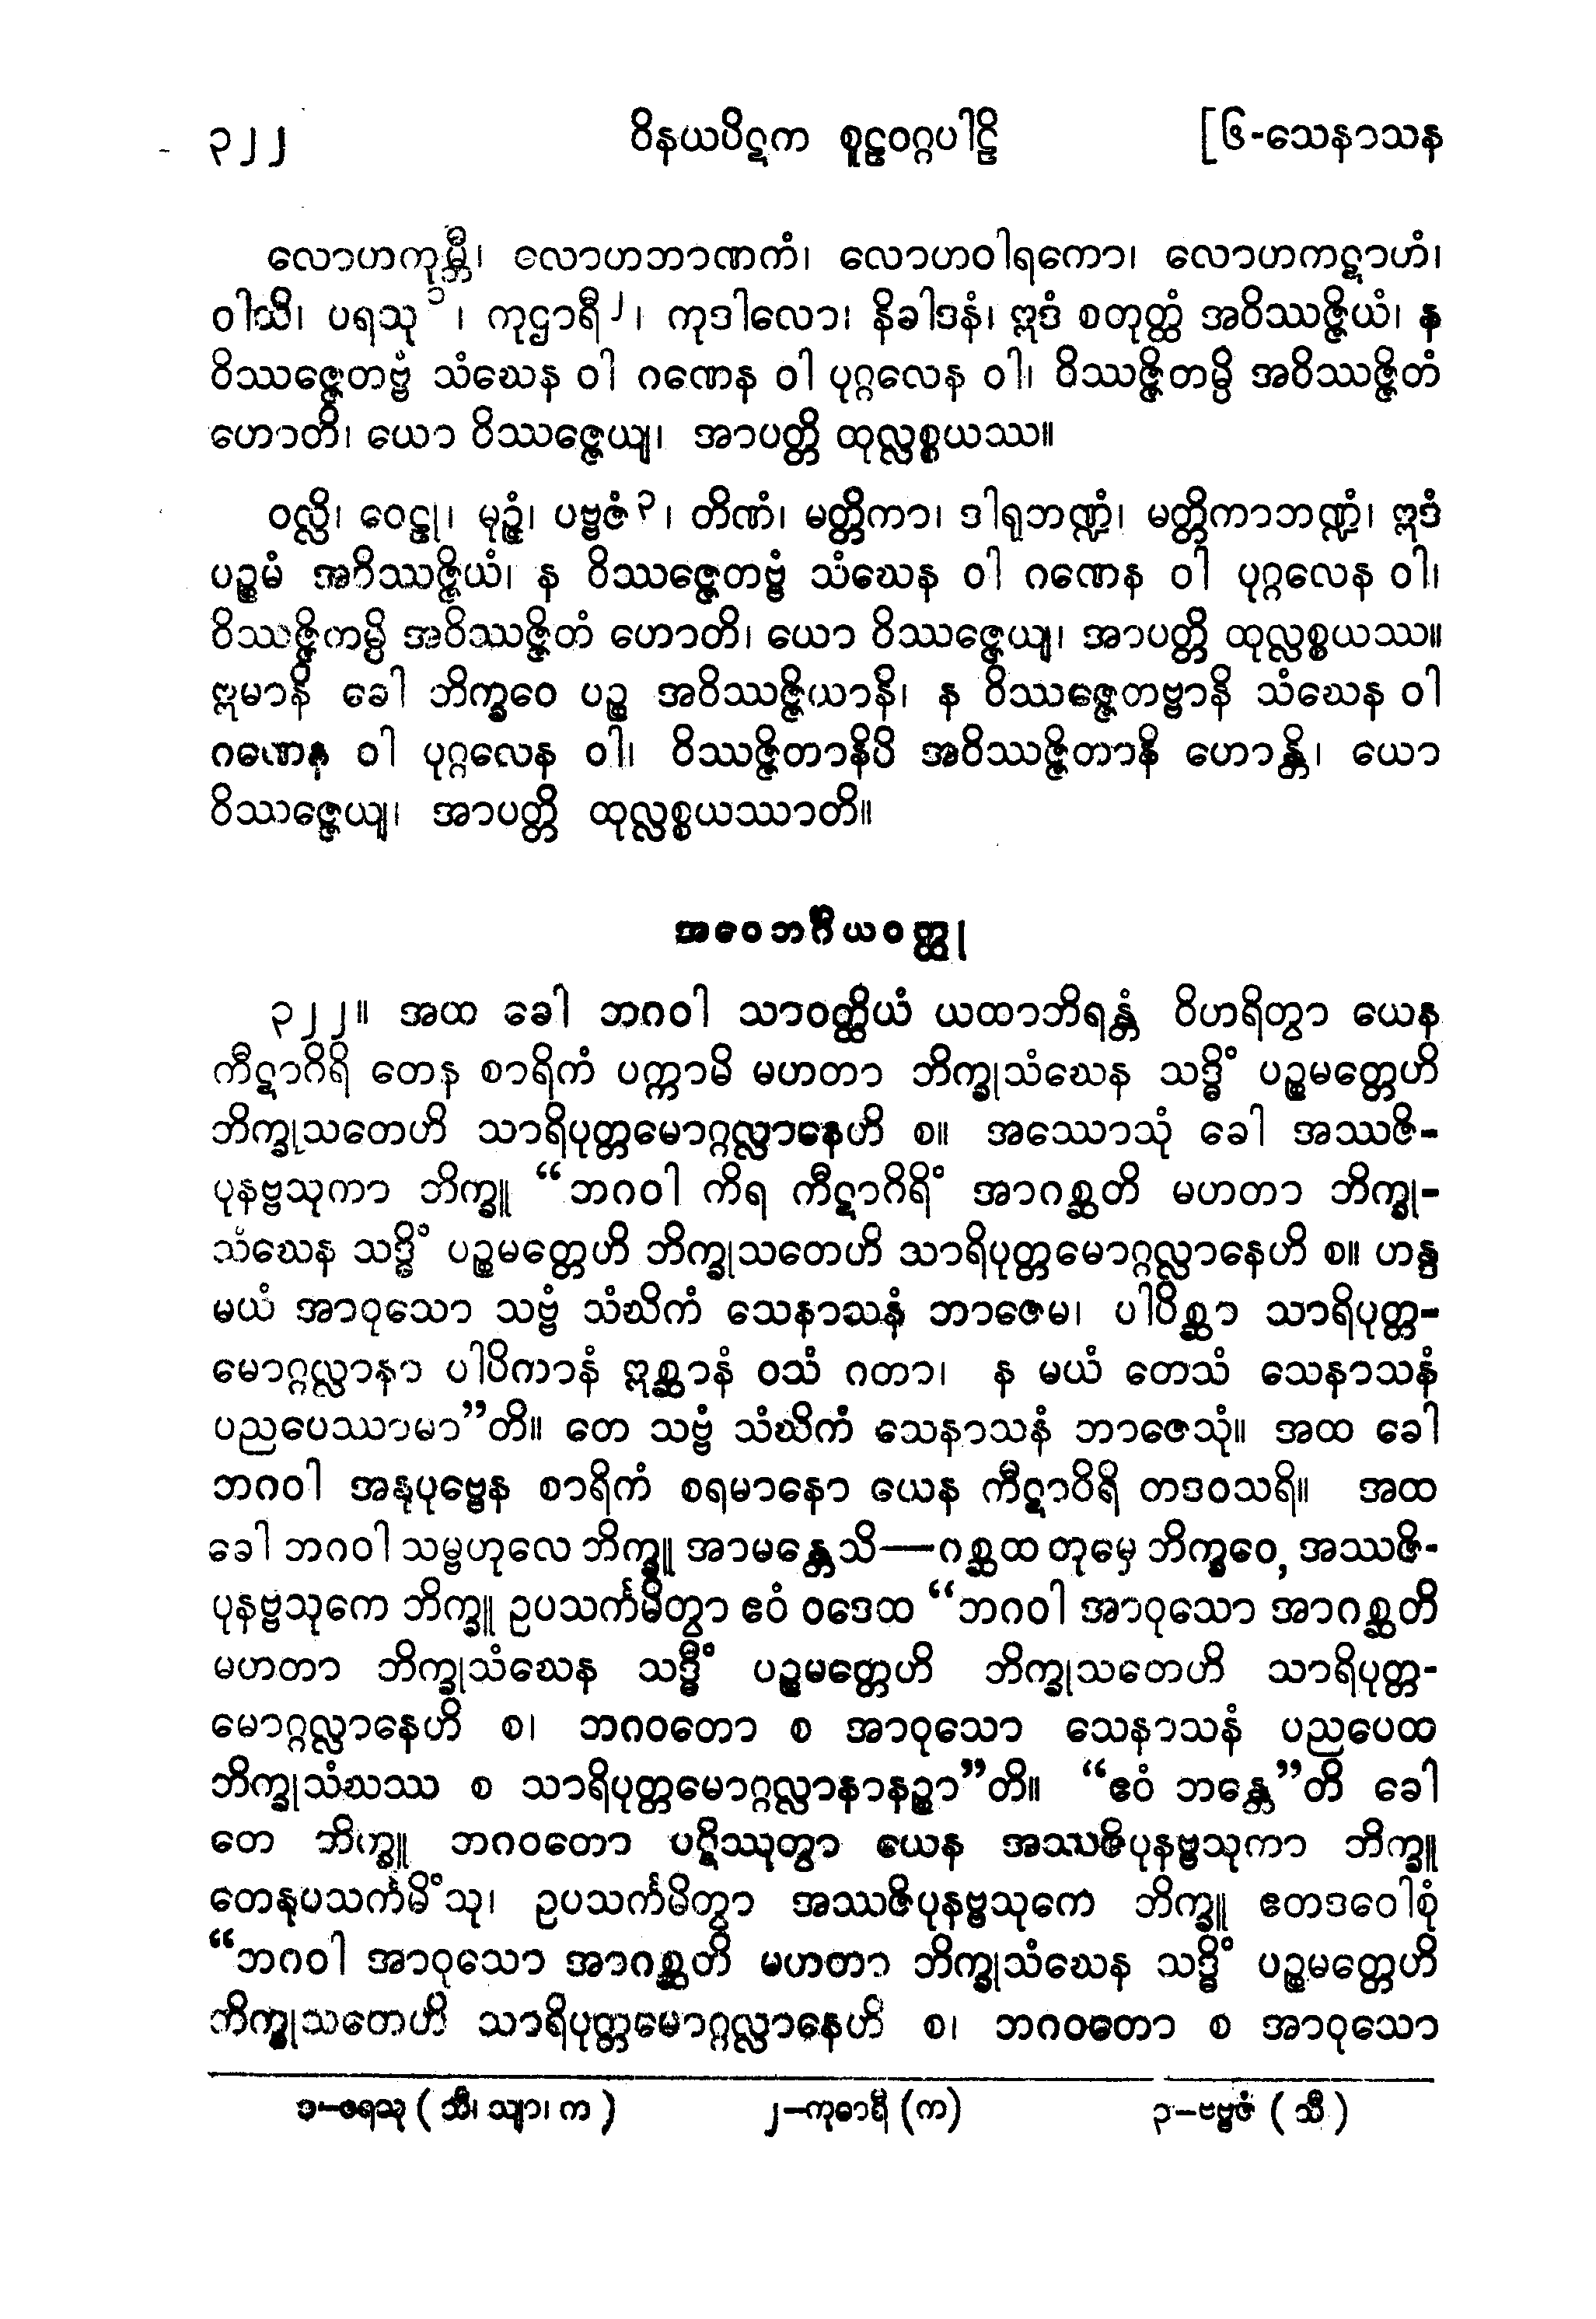 ၃၂၂ ဝိနယပိဋက စူဠဝဂ္ဂပါဠိ [၆-သေနာသန
လောဟကုမ္ဘီ၊ လောဟဘာဏကံ၊ လောဟဝါရကော၊ လောဟကဋာဟံ၊
ဝါသီ၊ ပရသု၁၊ ကုဌာရီ၂၊ ကုဒါလော၊ နိခါဒနံ၊ ဣဒံ စတုတ္ထံ အဝိဿဇ္ဇိယံ၊ န
ဝိဿဇ္ဇေတဗ္ဗံ သံဃေန ဝါ ဂဏေန ဝါ ပုဂ္ဂလေန ဝါ၊ ဝိဿဇ္ဇိတမ္ပိ အဝိဿဇ္ဇိတံ
ဟောတိ၊ ယော ဝိဿဇ္ဇေယျ၊ အာပတ္တိ ထုလ္လစ္စယဿ။
ဝလ္လိ၊ ဝေဠု၊ မုဉ္ဇံ၊ ပဗ္ဗဇံ၃၊ တိဏံ၊ မတ္တိကာ၊ ဒါရုဘဏ္ဍံ၊ မတ္တိကာဘဏ္ဍံ၊ ဣဒံ
ပဉ္စမံ အဝိဿဇ္ဇိယံ၊ န ဝိဿဇ္ဇေတဗ္ဗံ သံဃေန ဝါ ဂဏေန ဝါ ပုဂ္ဂလေန ဝါ၊
ဝိဿဇ္ဇိကမ္ပိ အဝိဿဇ္ဇိတံ ဟောတိ၊ ယော ဝိဿဇ္ဇေယျ၊ အာပတ္တိ ထုလ္လစ္စယဿ။
ဣမာနိ ခေါ ဘိက္ခဝေ ပဉ္စ အဝိဿဇ္ဇိယာနိ၊ န ဝိဿဇ္ဇေတဗ္ဗာနိ သံဃေန ဝါ
ဂဏေန ဝါ ပုဂ္ဂလေန ဝါ၊ ဝိဿဇ္ဇိတာနိပိ အဝိဿဇ္ဇိတာနိ ဟောန္တိ၊ ယော
ဝိဿဇ္ဇေယျ၊ အာပတ္တိ ထုလ္လစ္စယဿာတိ။
အဝေဘင်္ဂိယဝတ္ထု
၃၂၂။ အထ ခေါ ဘဂဝါ သာဝတ္ထိယံ ယထာဘိရန္တံ ဝိဟရိတွာ ယေန
ကီဋာဂိရိ တေန စာရိကံ ပက္ကာမိ မဟတာ ဘိက္ခုသံဃေန သဒ္ဓိံ ပဉ္စမတ္တေဟိ
ဘိက္ခုသတေဟိ သာရိပုတ္တမောဂ္ဂလ္လာနေဟိ စ။ အဿောသုံ ခေါ အဿဇိ-
ပုနဗ္ဗသုကာ ဘိက္ခူ “ဘဂဝါ ကိရ ကီဋာဂိရိံ အာဂစ္ဆတိ မဟတာ ဘိက္ခု-
သံဃေန သဒ္ဓိံ ပဉ္စမတ္တေဟိ ဘိက္ခုသတေဟိ သာရိပုတ္တမောဂ္ဂလ္လာနေဟိ စ။ ဟန္ဒ
မယံ အာဝုသော သဗ္ဗံ သံဃိကံ သေနာသနံ ဘာဇေမ၊ ပါပိစ္ဆာ သာရိပုတ္တ-
မောဂ္ဂလ္လာနာ ပါပိကာနံ ဣစ္ဆာနံ ဝသံ ဂတာ၊ န မယံ တေသံ သေနာသနံ
ပညပေဿာမာ”တိ။ တေ သဗ္ဗံ သံဃိကံ သေနာသနံ ဘာဇေသုံ။ အထ ခေါ
ဘဂဝါ အနုပုဗ္ဗေန စာရိကံ စရမာနော ယေန ကီဋာဝိရိ တဒဝသရိ။ အထ
ခေါ ဘဂဝါ သမ္ဗဟုလေ ဘိက္ခူ အာမန္တေသိ—ဂစ္ဆထ တုမှေ ဘိက္ခဝေ, အဿဇိ-
ပုနဗ္ဗသုကေ ဘိက္ခူ ဥပသင်္ကမိတွာ ဧဝံ ဝဒေထ “ဘဂဝါ အာဝုသော အာဂစ္ဆတိ
မဟတာ ဘိက္ခုသံဃေန သဒ္ဓိံ ပဉ္စမတ္တေဟိ ဘိက္ခုသတေဟိ သာရိပုတ္တ-
မောဂ္ဂလ္လာနေဟိ စ၊ ဘဂဝတော စ အာဝုသော သေနာသနံ ပညပေထ
ဘိက္ခုသံဃဿ စ သာရိပုတ္တမောဂ္ဂလ္လာနာနဉ္စာ”တိ။ “ဧဝံ ဘန္တေ”တိ ခေါ
တေ ဘိက္ခူ ဘဂဝတော ပဋိဿုတွာ ယေန အဿဇိပုနဗ္ဗသုကာ ဘိက္ခူ
တေနုပသင်္ကမိံသု၊ ဥပသင်္ကမိတွာ အဿဇိပုနဗ္ဗသုကေ ဘိက္ခူ ဧတဒဝေါစုံ
“ဘဂဝါ အာဝုသော အာဂစ္ဆတိ မဟတာ ဘိက္ခုသံဃေန သဒ္ဓိံ ပဉ္စမတ္တေဟိ
ဘိက္ခုသတေဟိ သာရိပုတ္တမောဂ္ဂလ္လာနေဟိ စ၊ ဘဂဝတော စ အာဝုသော
၁—ဖရသု (သီ၊ သျာ၊ က) ၂—ကုဓာရီ (က) ၃—ဗဗ္ဗဇံ (သီ)